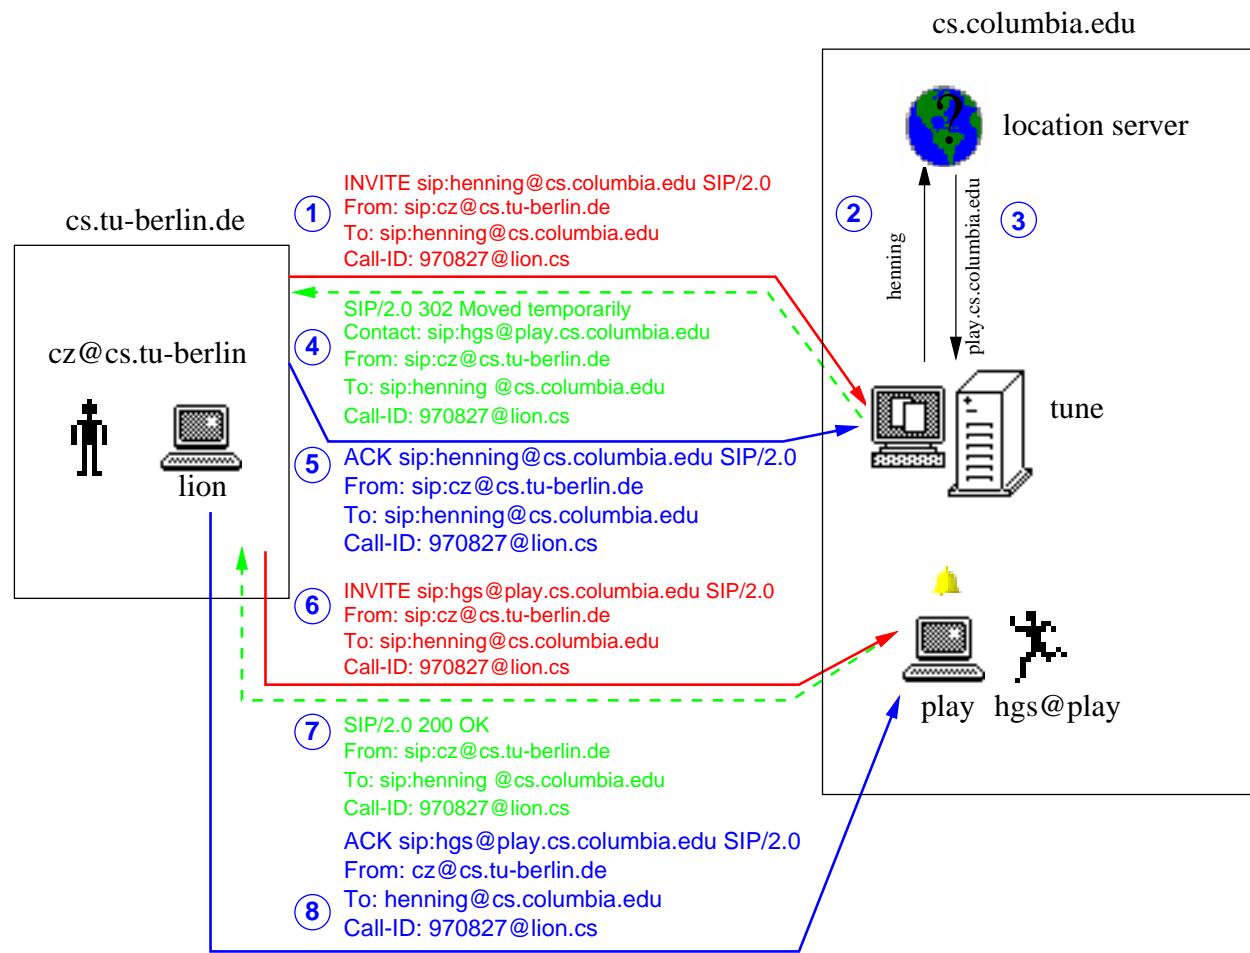 cs.columbia.edu
location server
INVITE sip:henning@cs.columbia.edu SIP/2.0
From: sip:cz@cs.tu-berlin.de
To: sip:henning@cs.columbia.edu
Call-ID: 970827@lion.cs
1
2
3
henning
play.cs.columbia.edu
cs.tu-berlin.de
cz@cs.tu-berlin
lion
SIP/2.0 302 Moved temporarily
Contact: sip:hgs@play.cs.columbia.edu
From: sip:cz@cs.tu-berlin.de
To: sip:henning @cs.columbia.edu
Call-ID: 970827@lion.cs
4
tune
5
ACK sip:henning@cs.columbia.edu SIP/2.0
From: sip:cz@cs.tu-berlin.de
To: sip:henning@cs.columbia.edu
Call-ID: 970827@lion.cs
6
INVITE sip:hgs@play.cs.columbia.edu SIP/2.0
From: sip:cz@cs.tu-berlin.de
To: sip:henning@cs.columbia.edu
Call-ID: 970827@lion.cs
play
hgs@play
7
SIP/2.0 200 OK
From: sip:cz@cs.tu-berlin.de
To: sip:henning @cs.columbia.edu
Call-ID: 970827@lion.cs
8
ACK sip:hgs@play.cs.columbia.edu SIP/2.0
From: cz@cs.tu-berlin.de
To: henning@cs.columbia.edu
Call-ID: 970827@lion.cs
?